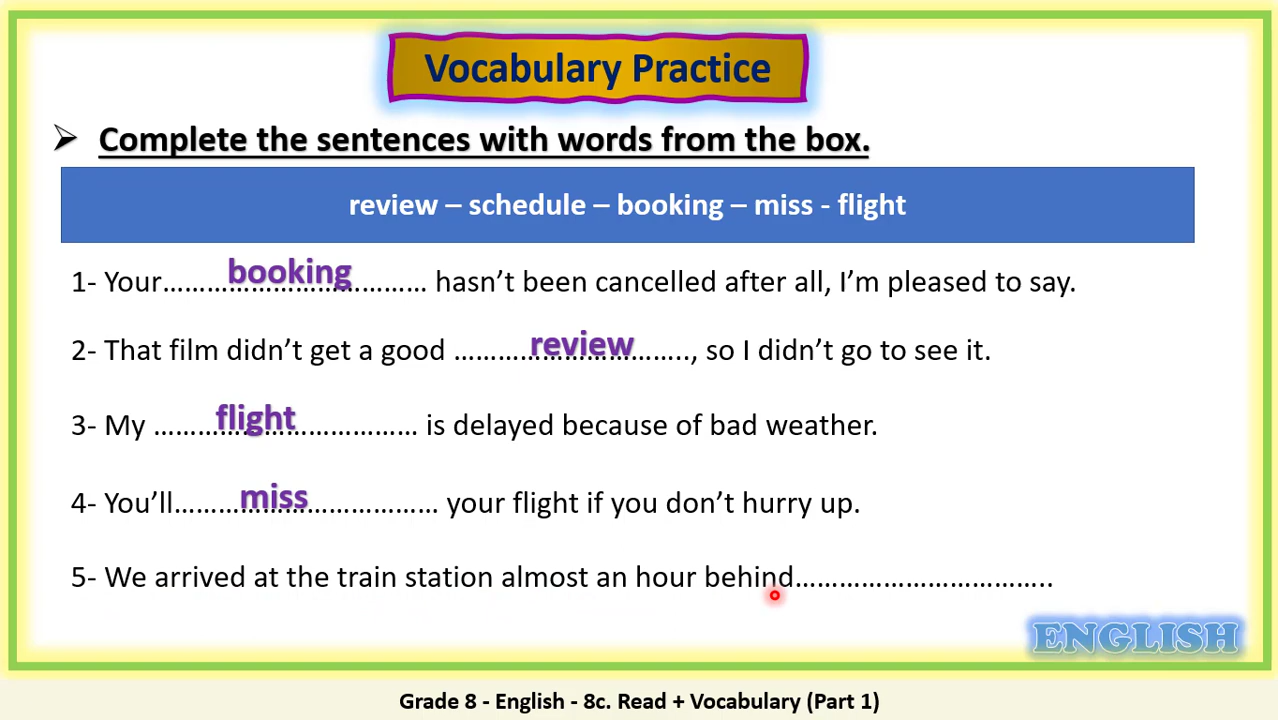 Vocabulary Practice
➢ Complete the sentences with words from the box.
review – schedule – booking – miss - flight
1- Your……booking…………… hasn’t been cancelled after all, I’m pleased to say.
2- That film didn’t get a good ………review…….., so I didn’t go to see it.
3- My ……flight…………… is delayed because of bad weather.
4- You’ll……miss…………… your flight if you don’t hurry up.
5- We arrived at the train station almost an hour behind……………………………..
ENGLISH
Grade 8 - English - 8c. Read + Vocabulary (Part 1)